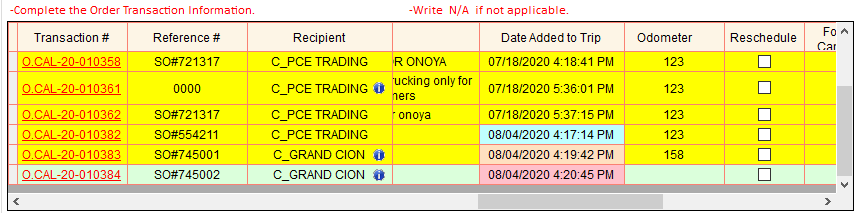 -Complete the Order Transaction Information. -Write N/A if not applicable.
Transaction # Reference # Recipient Date Added to Trip Odometer Reschedule Fo
Car
O.CAL-20-010358 SO#721317 C_PCE TRADING OR ONOYA 07/18/2020 4:18:41 PM 123
O.CAL-20-010361 0000 C_PCE TRADING rucking only for 07/18/2020 5:36:01 PM 123
ners
O.CAL-20-010362 SO#721317 C_PCE TRADING r onoya 07/18/2020 5:37:15 PM 123
O.CAL-20-010382 SO#554211 C_PCE TRADING 08/04/2020 4:17:14 PM 123
O.CAL-20-010383 SO#745001 C_GRAND CION 08/04/2020 4:19:42 PM 158
O.CAL-20-010384 SO#745002 C_GRAND CION 08/04/2020 4:20:45 PM